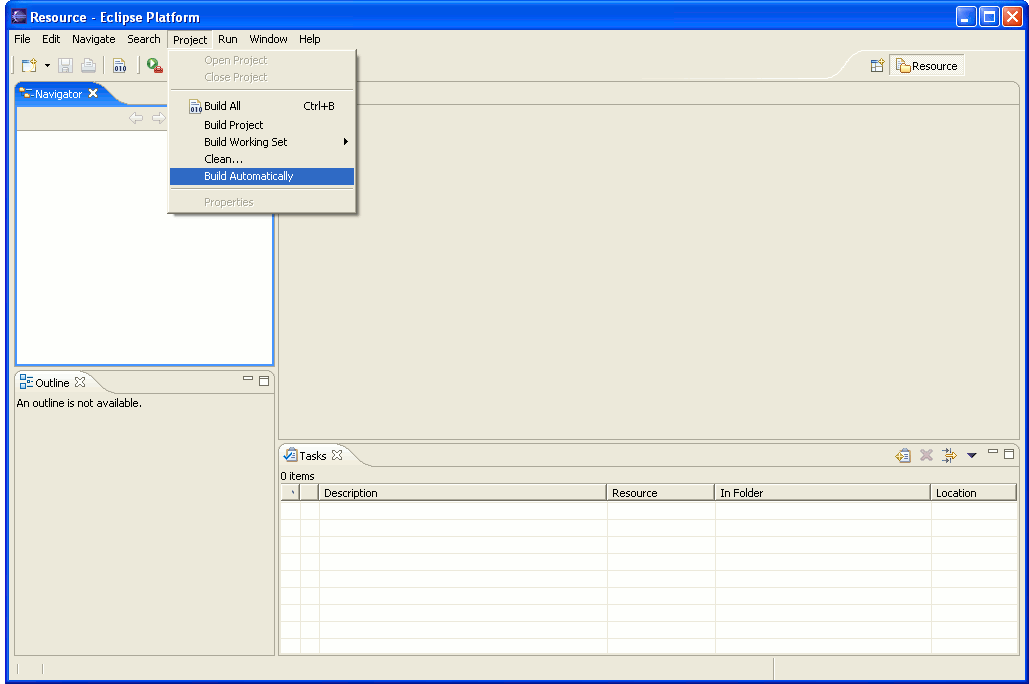 Resource - Eclipse Platform
File Edit Navigate Search Project Run Window Help
Open Project
Close Project
Build All Ctrl+B
Build Project
Build Working Set
Clean...
Build Automatically
Properties
010
010
Resource
Navigator
Outline
An outline is not available.
Tasks
0 items
Description Resource In Folder Location